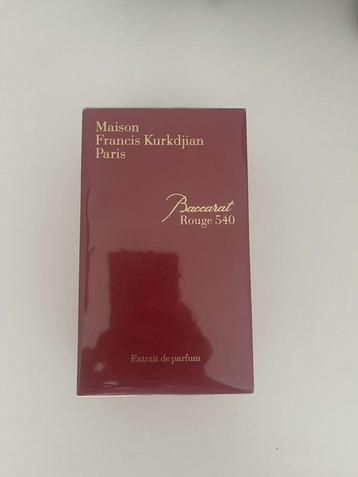 Maison
Francis Kurkdjian
Paris
Baccarat
Rouge 540
Extrait de parfum